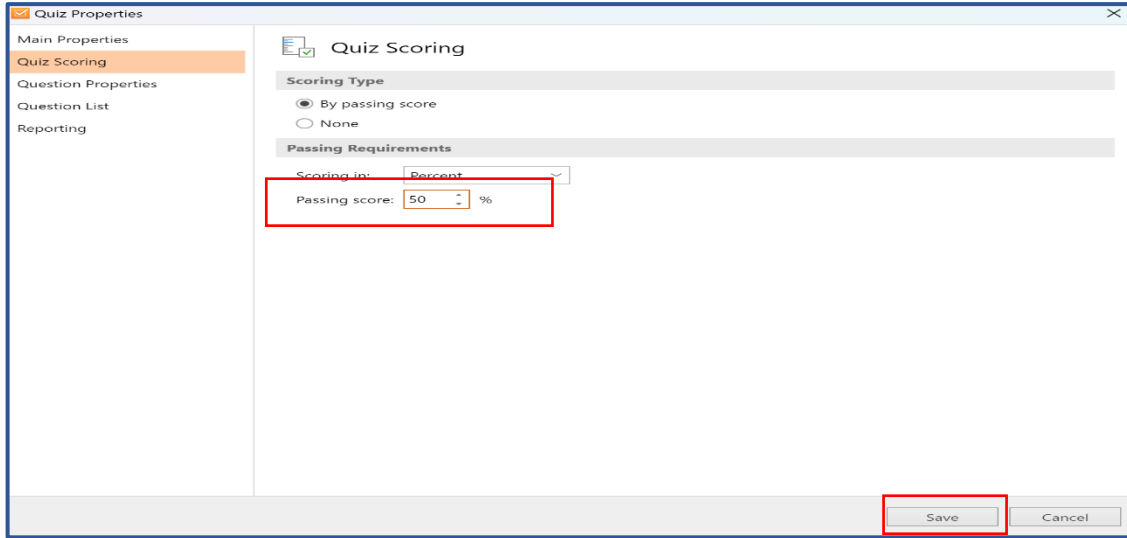 Quiz Properties
Main Properties
Quiz Scoring
Question Properties
Question List
Reporting
Quiz Scoring
Scoring Type
By passing score
None
Passing Requirements
Scoring in: Percent
Passing score: 50 %
Save Cancel